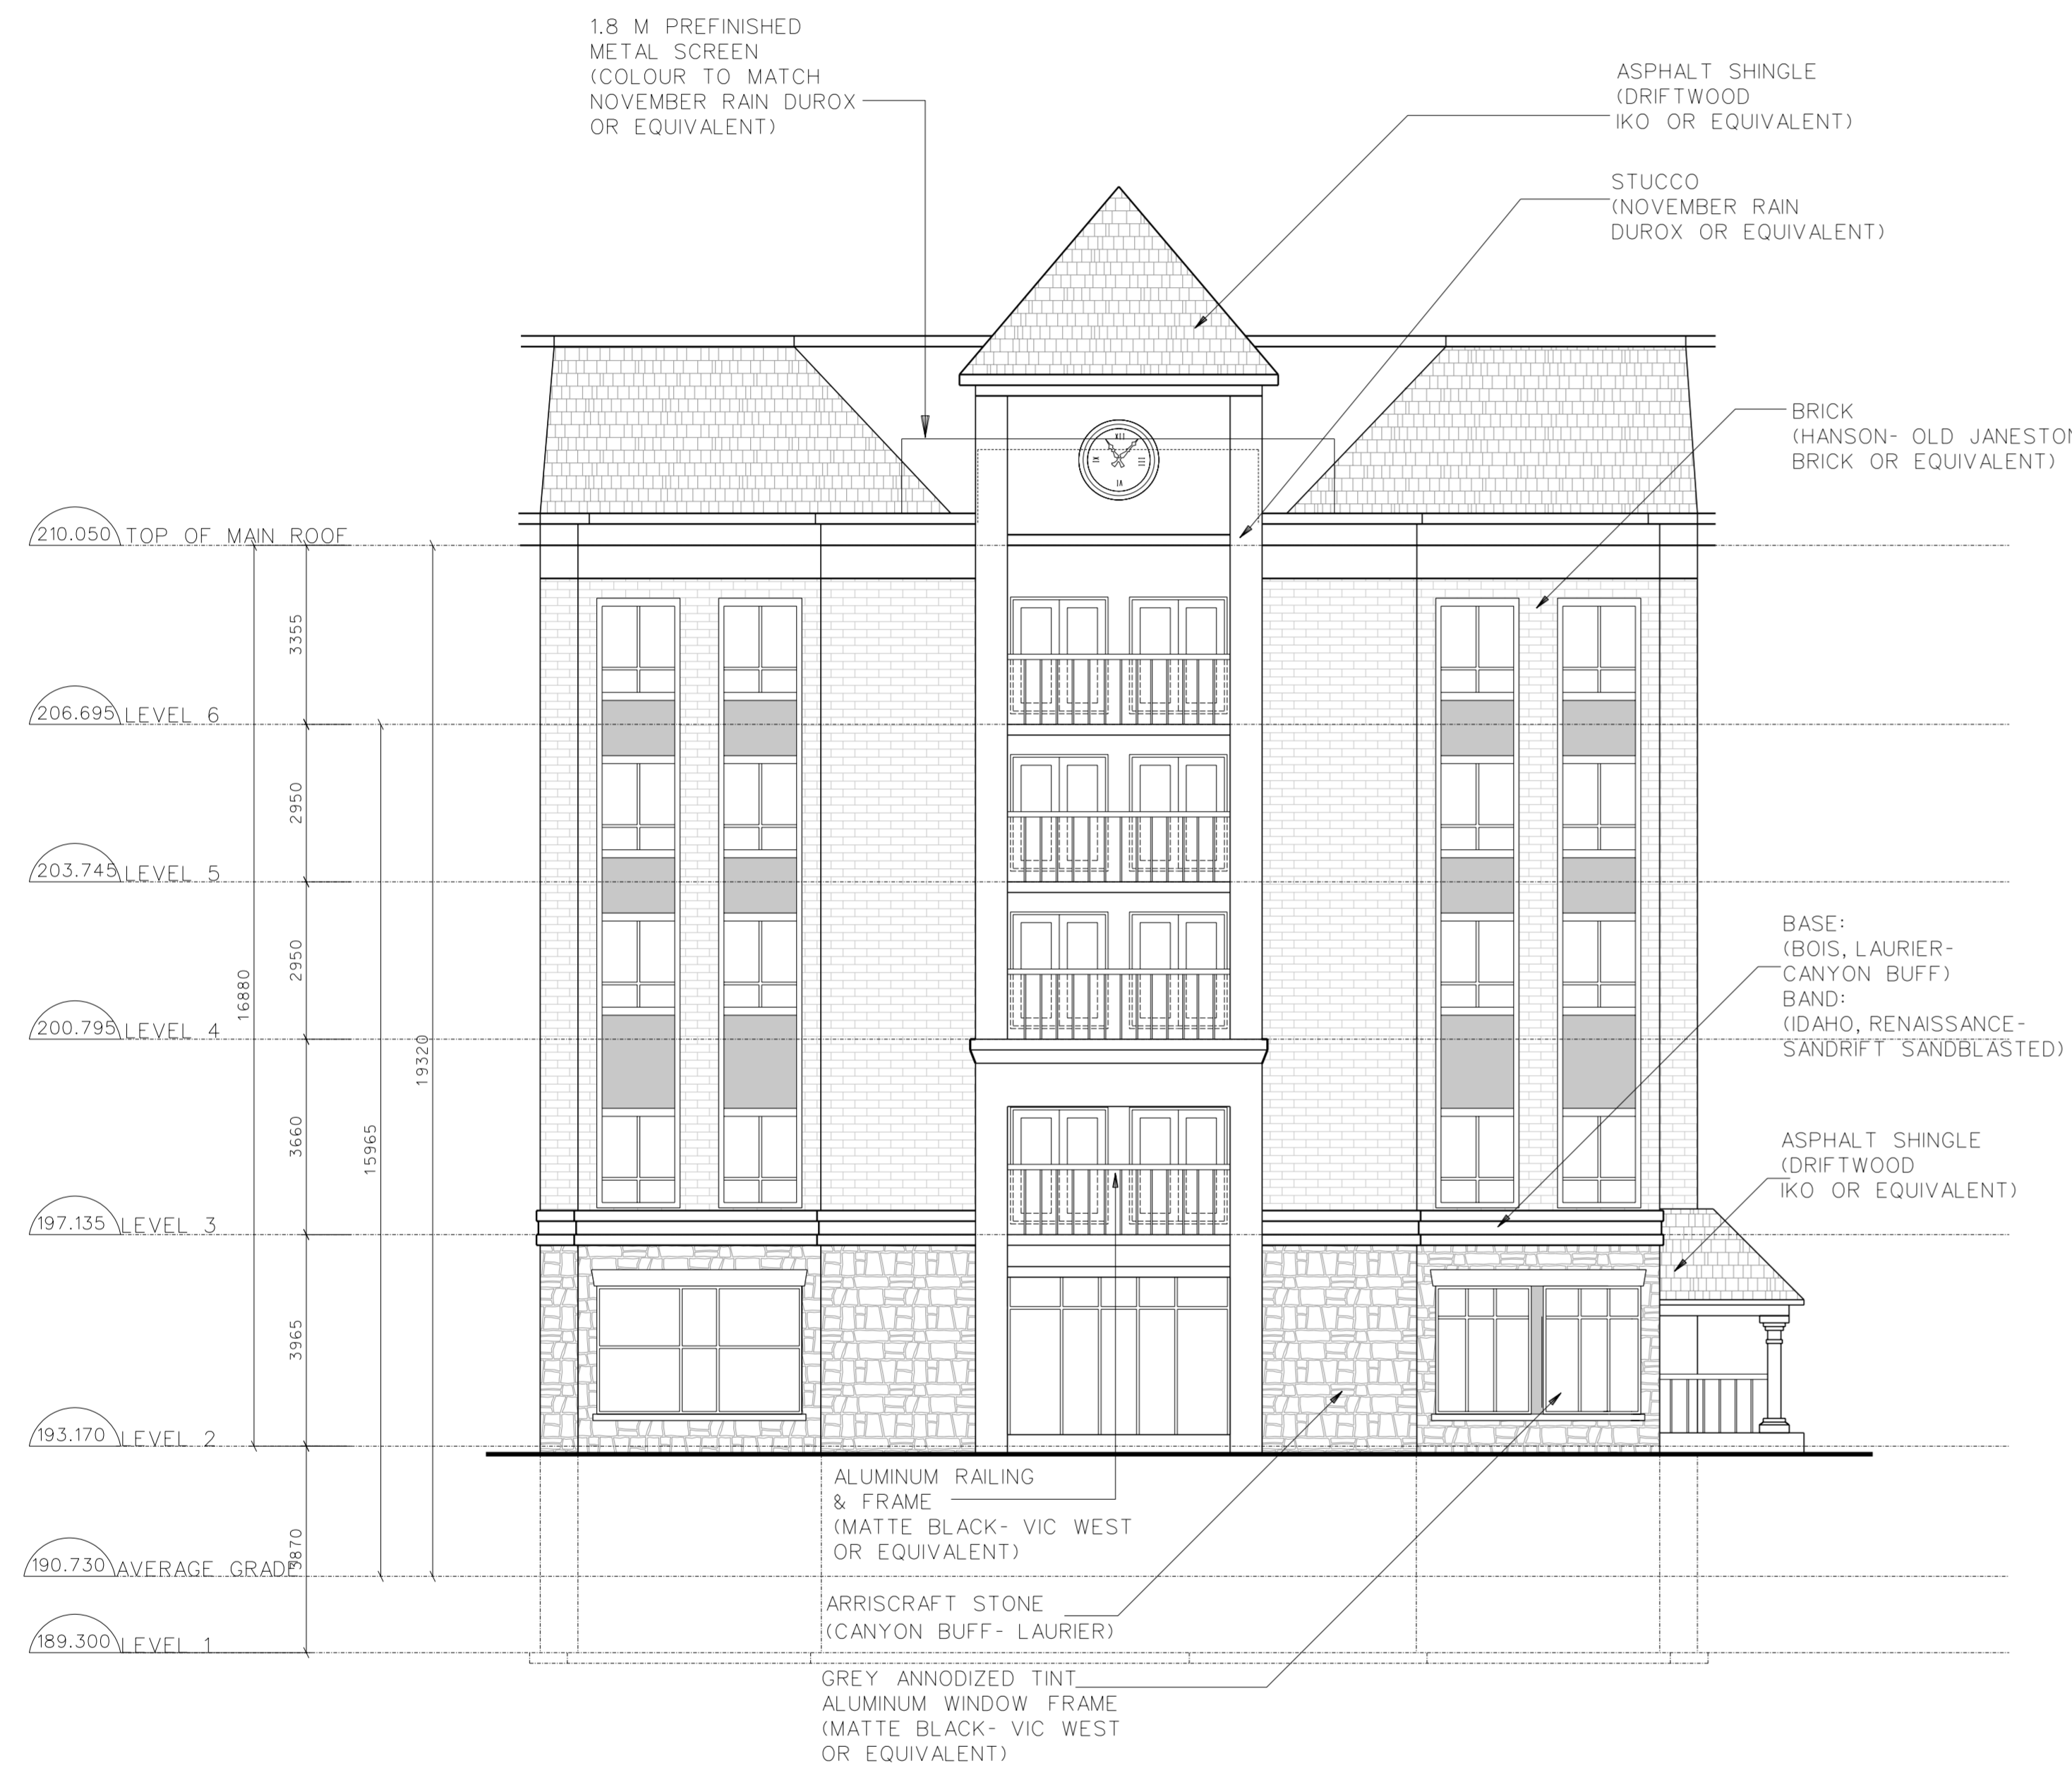 1.8 M PREFINISHED
METAL SCREEN
(COLOUR TO MATCH
NOVEMBER RAIN DUROX
OR EQUIVALENT)
ASPHALT SHINGLE
(DRIFTWOOD
IKO OR EQUIVALENT)
STUCCO
(NOVEMBER RAIN
DUROX OR EQUIVALENT)
BRICK
(HANSON- OLD JANESTON
BRICK OR EQUIVALENT)
XII
III
VI
IX
210.050 TOP OF MAIN ROOF
3355
206.695 LEVEL 6
2950
203.745 LEVEL 5
2950
16880
200.795 LEVEL 4
19320
3660
15965
197.135 LEVEL 3
3965
193.170 LEVEL 2
3870
190.730 AVERAGE GRADE
189.300 LEVEL 1
BASE:
(BOIS, LAURIER-
CANYON BUFF)
BAND:
(IDAHO, RENAISSANCE-
SANDRIFT SANDBLASTED)
ASPHALT SHINGLE
(DRIFTWOOD
IKO OR EQUIVALENT)
ALUMINUM RAILING
& FRAME
(MATTE BLACK- VIC WEST
OR EQUIVALENT)
ARRISCRAFT STONE
(CANYON BUFF- LAURIER)
GREY ANNODIZED TINT
ALUMINUM WINDOW FRAME
(MATTE BLACK- VIC WEST
OR EQUIVALENT)